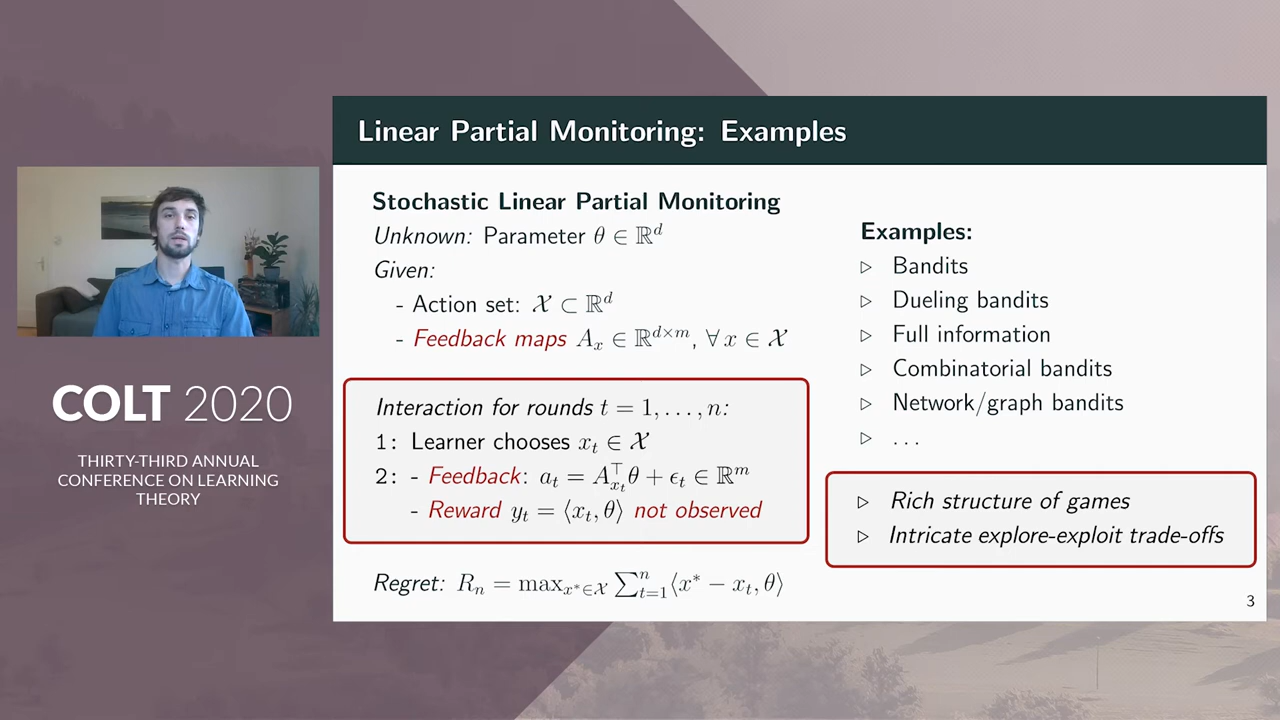 Linear Partial Monitoring: Examples
Stochastic Linear Partial Monitoring
Unknown: Parameter θ ∈ ℝ^d
Given:
- Action set: 𝒳 ⊂ ℝ^d
- Feedback maps A_x ∈ ℝ^{d×m}, ∀ x ∈ 𝒳
Interaction for rounds t = 1, . . . , n:
1: Learner chooses x_t ∈ 𝒳
2: - Feedback: a_t = A_{x_t}^⊤ θ + ϵ_t ∈ ℝ^m
- Reward y_t = ⟨x_t, θ⟩ not observed
Regret: R_n = max_{x*∈𝒳} ∑_{t=1}^n ⟨x* − x_t, θ⟩
Examples:
▷ Bandits
▷ Dueling bandits
▷ Full information
▷ Combinatorial bandits
▷ Network/graph bandits
▷ . . .
▷ Rich structure of games
▷ Intricate explore-exploit trade-offs
3
COLT 2020
THIRTY-THIRD ANNUAL
CONFERENCE ON LEARNING
THEORY